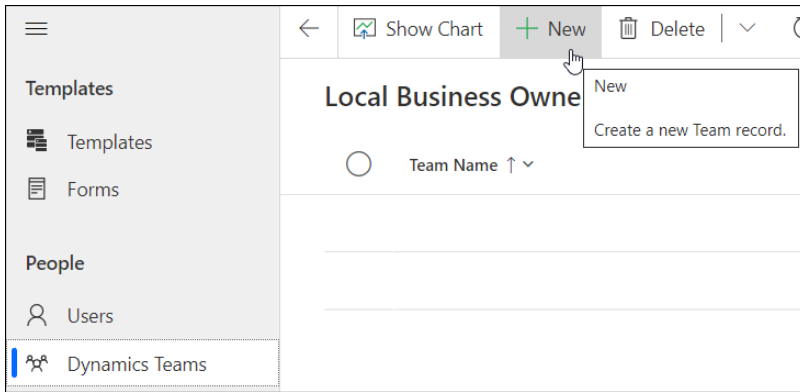 Show Chart
New
Delete
Templates
Local Business Owne
New
Create a new Team record.
Templates
Team Name
Forms
People
Users
Dynamics Teams